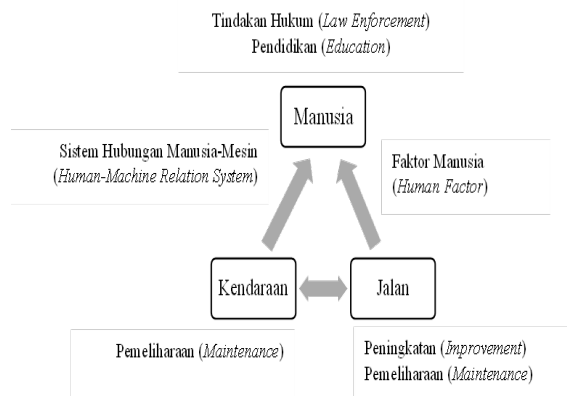 Tindakan Hukum (Law Enforcement)
Pendidikan (Education)
Manusia
Sistem Hubungan Manusia-Mesin
(Human-Machine Relation System)
Faktor Manusia
(Human Factor)
Kendaraan
Jalan
Pemeliharaan (Maintenance)
Peningkatan (Improvement)
Pemeliharaan (Maintenance)